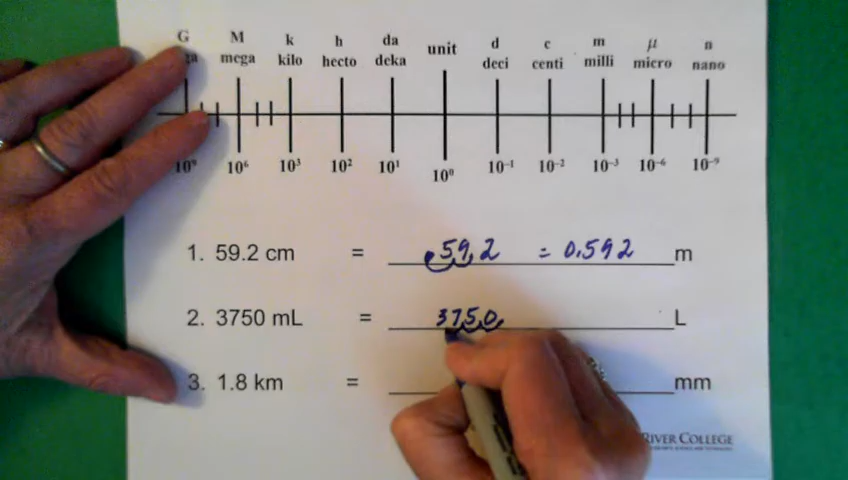 G M k h da unit d c m μ n
mega kilo hecto deka deci centi milli micro nano
10⁹ 10⁶ 10³ 10² 10¹ 10⁰ 10⁻¹ 10⁻² 10⁻³ 10⁻⁶ 10⁻⁹
1. 59.2 cm = .59.2 = 0.592 m
2. 3750 mL = 3750. L
3. 1.8 km = mm
RIVER COLLEGE